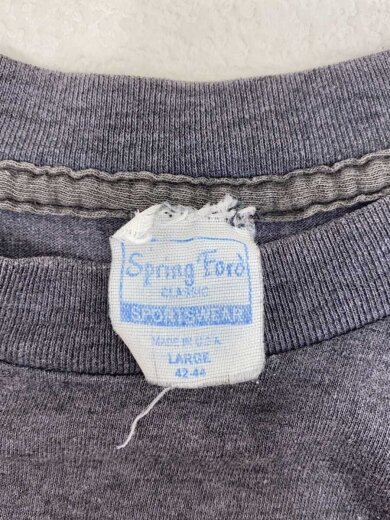 Spring Ford
CLASSIC
SPORTSWEAR
MADE IN U.S.A.
LARGE
42-44